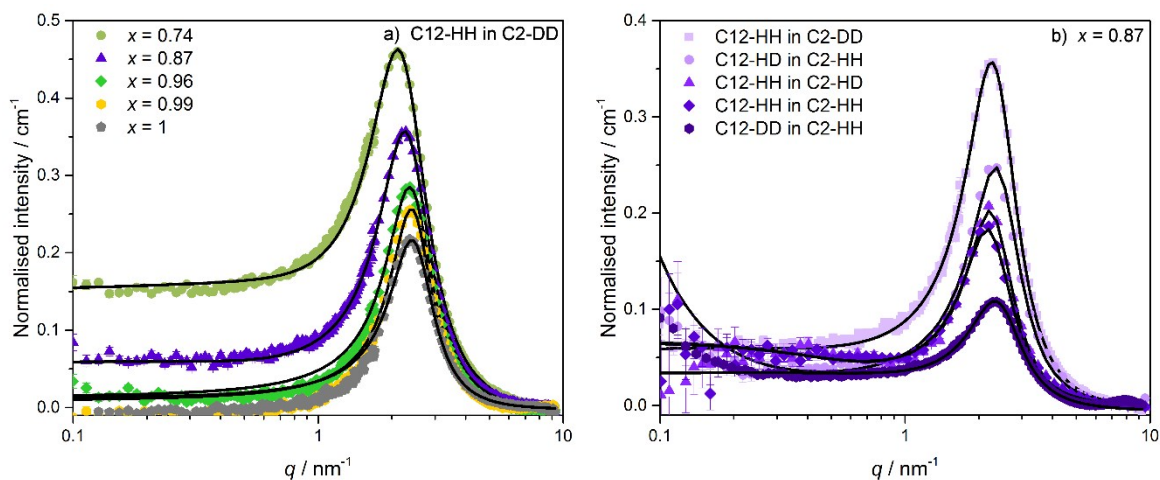 a) C12-HH in C2-DD
x = 0.74
x = 0.87
x = 0.96
x = 0.99
x = 1
Normalised intensity / cm⁻¹
0.5
0.4
0.3
0.2
0.1
0.0
0.1
1
10
q / nm⁻¹
b) x = 0.87
C12-HH in C2-DD
C12-HD in C2-HH
C12-HH in C2-HD
C12-HH in C2-HH
C12-DD in C2-HH
Normalised intensity / cm⁻¹
0.4
0.3
0.2
0.1
0.0
0.1
1
10
q / nm⁻¹